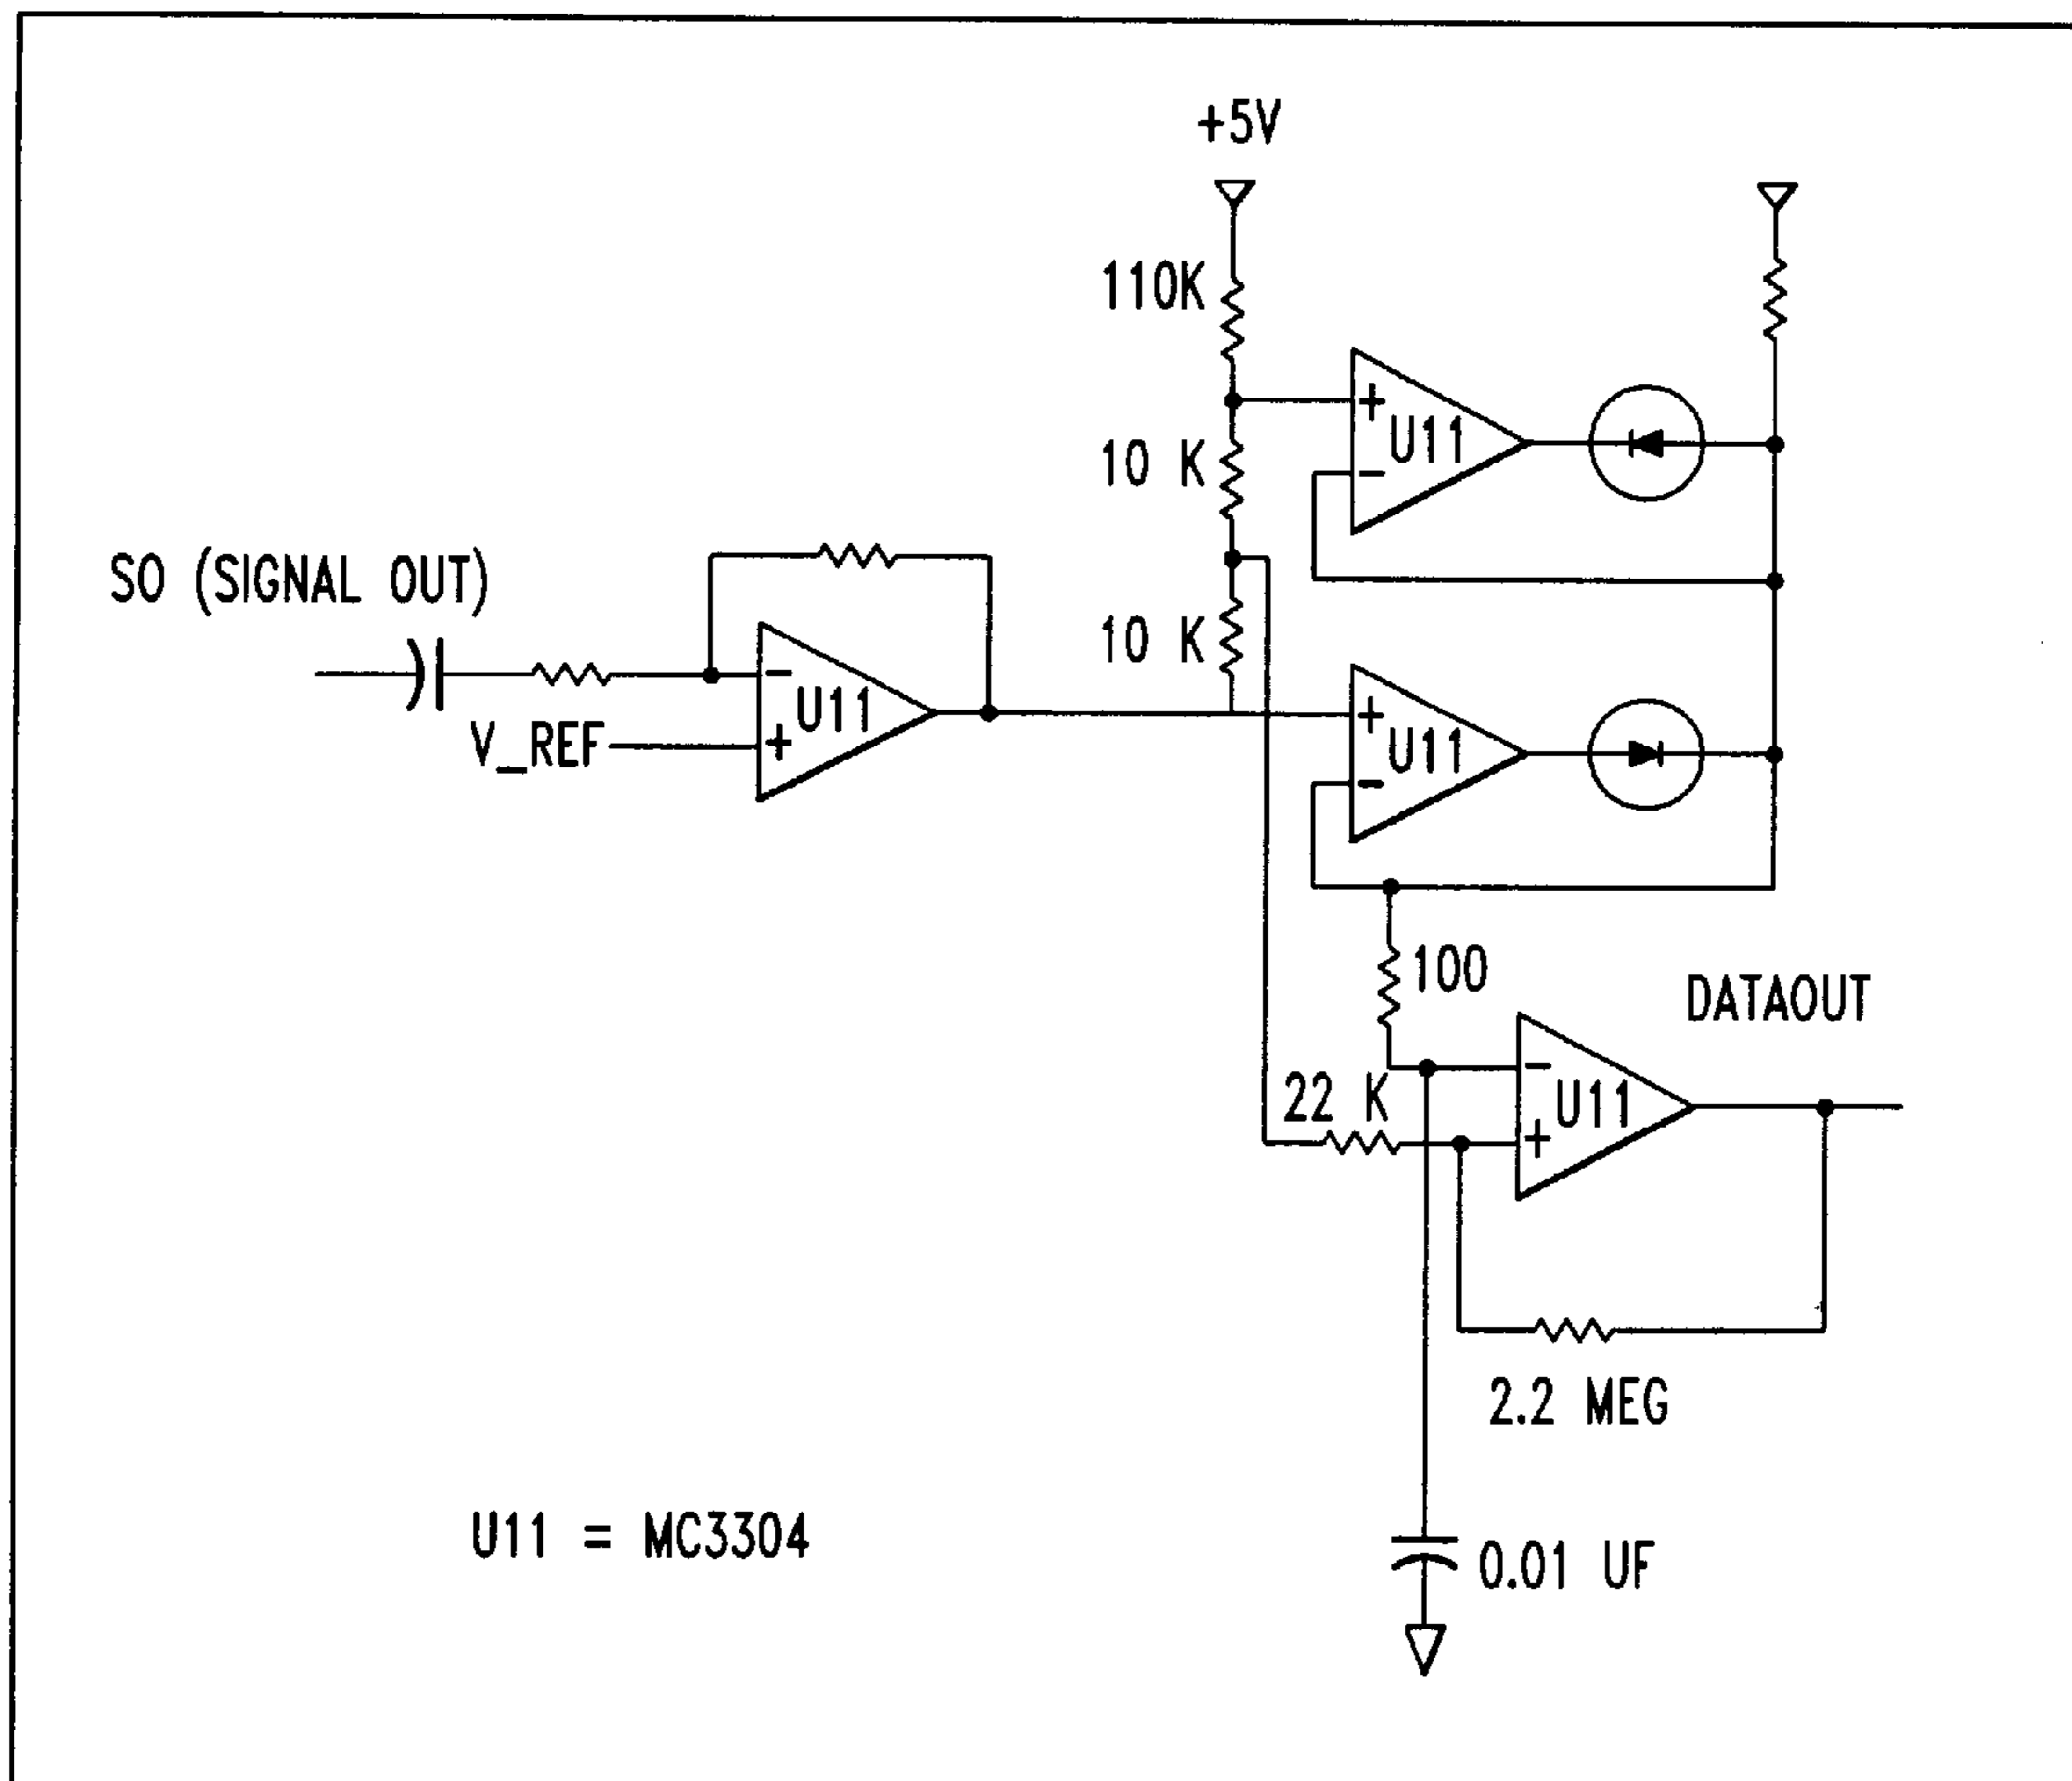 +5V
110K
+
U11
-
10 K
SO (SIGNAL OUT)
10 K
-
U11
+
V_REF
+
U11
-
100
DATAOUT
-
U11
+
22 K
2.2 MEG
U11 = MC3304
0.01 UF